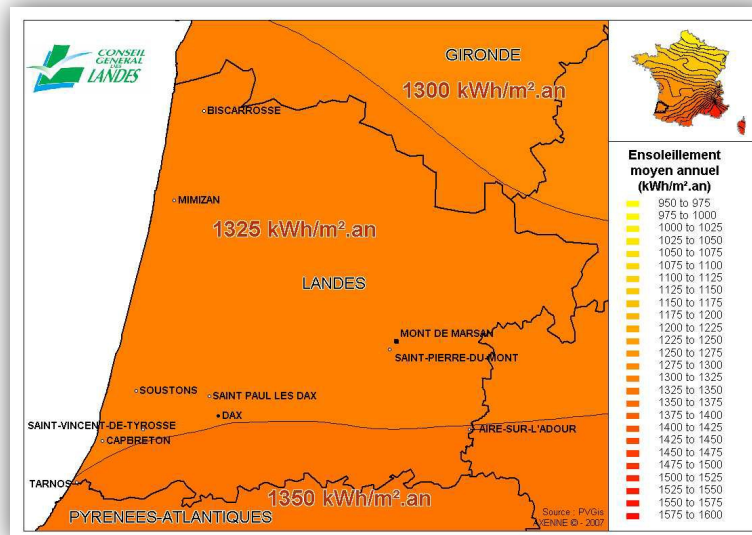 CONSEIL
GENERAL
DES
LANDES
GIRONDE
1300 kWh/m².an
BISCARROSSE
MIMIZAN
1325 kWh/m².an
LANDES
MONT DE MARSAN
SAINT-PIERRE-DU-MONT
SOUSTONS
SAINT PAUL LES DAX
DAX
SAINT-VINCENT-DE-TYROSSE
CAPBRETON
AIRE-SUR-L'ADOUR
TARNOS
1350 kWh/m².an
PYRENEES-ATLANTIQUES
Source : PVGis
AXENNE © - 2007
Ensoleillement
moyen annuel
(kWh/m².an)
950 to 975
975 to 1000
1000 to 1025
1025 to 1050
1050 to 1075
1075 to 1100
1100 to 1125
1125 to 1150
1150 to 1175
1175 to 1200
1200 to 1225
1225 to 1250
1250 to 1275
1275 to 1300
1300 to 1325
1325 to 1350
1350 to 1375
1375 to 1400
1400 to 1425
1425 to 1450
1450 to 1475
1475 to 1500
1500 to 1525
1525 to 1550
1550 to 1575
1575 to 1600